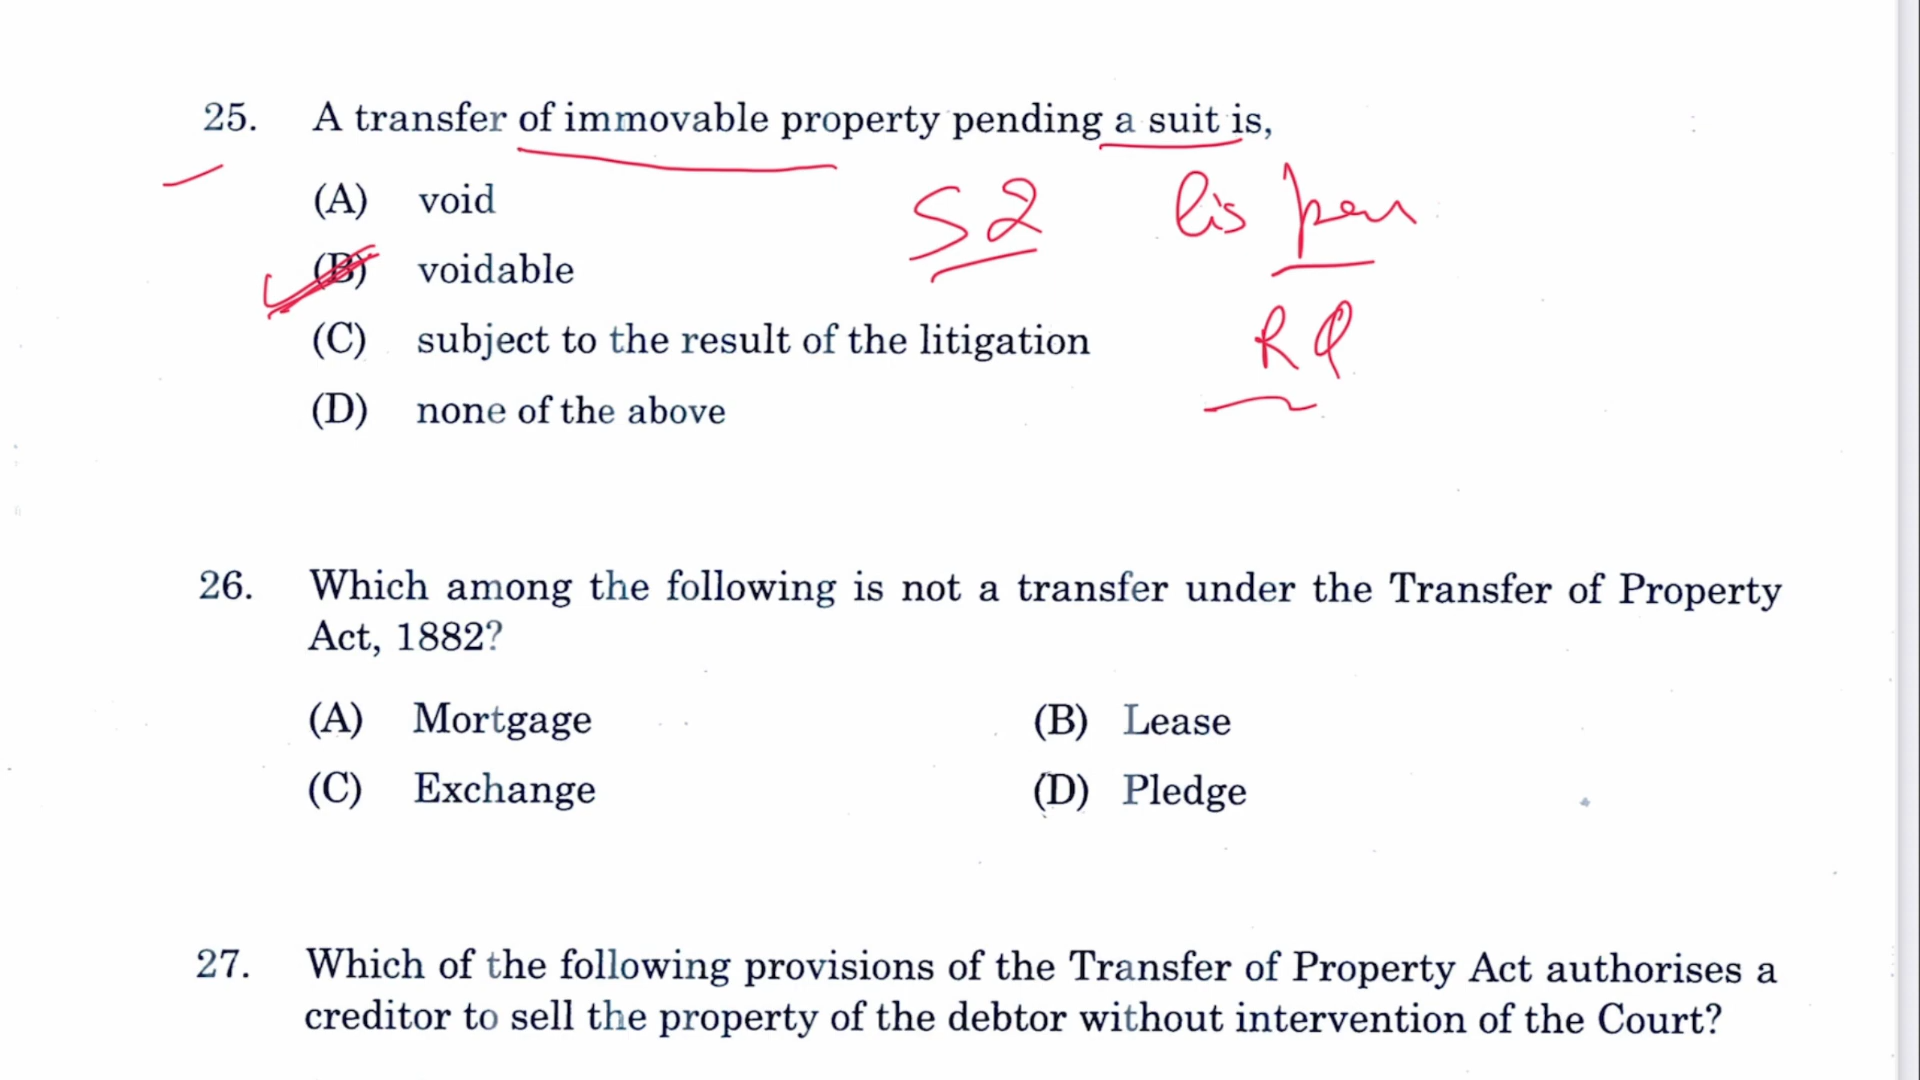 25. A transfer of immovable property pending a suit is,
(A) void
S2 lis pen
(B) voidable
(C) subject to the result of the litigation
(D) none of the above
26. Which among the following is not a transfer under the Transfer of Property
Act, 1882?
(A) Mortgage (B) Lease
(C) Exchange (D) Pledge
27. Which of the following provisions of the Transfer of Property Act authorises a
creditor to sell the property of the debtor without intervention of the Court?